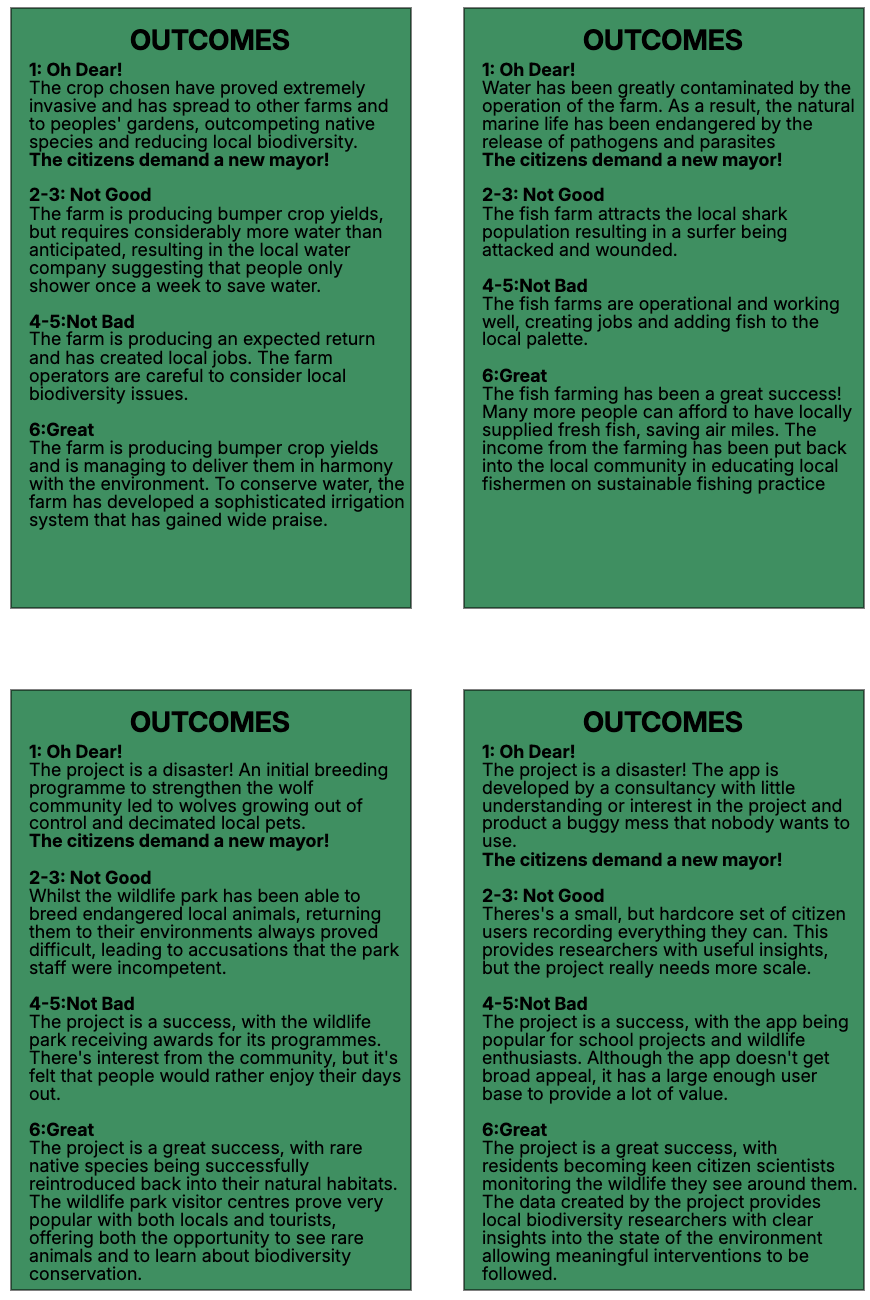 OUTCOMES
1: Oh Dear!
The crop chosen have proved extremely
invasive and has spread to other farms and
to peoples' gardens, outcompeting native
species and reducing local biodiversity.
The citizens demand a new mayor!
2-3: Not Good
The farm is producing bumper crop yields,
but requires considerably more water than
anticipated, resulting in the local water
company suggesting that people only
shower once a week to save water.
4-5:Not Bad
The farm is producing an expected return
and has created local jobs. The farm
operators are careful to consider local
biodiversity issues.
6:Great
The farm is producing bumper crop yields
and is managing to deliver them in harmony
with the environment. To conserve water, the
farm has developed a sophisticated irrigation
system that has gained wide praise.
OUTCOMES
1: Oh Dear!
Water has been greatly contaminated by the
operation of the farm. As a result, the natural
marine life has been endangered by the
release of pathogens and parasites
The citizens demand a new mayor!
2-3: Not Good
The fish farm attracts the local shark
population resulting in a surfer being
attacked and wounded.
4-5:Not Bad
The fish farms are operational and working
well, creating jobs and adding fish to the
local palette.
6:Great
The fish farming has been a great success!
Many more people can afford to have locally
supplied fresh fish, saving air miles. The
income from the farming has been put back
into the local community in educating local
fishermen on sustainable fishing practice
OUTCOMES
1: Oh Dear!
The project is a disaster! An initial breeding
programme to strengthen the wolf
community led to wolves growing out of
control and decimated local pets.
The citizens demand a new mayor!
2-3: Not Good
Whilst the wildlife park has been able to
breed endangered local animals, returning
them to their environments always proved
difficult, leading to accusations that the park
staff were incompetent.
4-5:Not Bad
The project is a success, with the wildlife
park receiving awards for its programmes.
There's interest from the community, but it's
felt that people would rather enjoy their days
out.
6:Great
The project is a great success, with rare
native species being successfully
reintroduced back into their natural habitats.
The wildlife park visitor centres prove very
popular with both locals and tourists,
offering both the opportunity to see rare
animals and to learn about biodiversity
conservation.
OUTCOMES
1: Oh Dear!
The project is a disaster! The app is
developed by a consultancy with little
understanding or interest in the project and
product a buggy mess that nobody wants to
use.
The citizens demand a new mayor!
2-3: Not Good
Theres's a small, but hardcore set of citizen
users recording everything they can. This
provides researchers with useful insights,
but the project really needs more scale.
4-5:Not Bad
The project is a success, with the app being
popular for school projects and wildlife
enthusiasts. Although the app doesn't get
broad appeal, it has a large enough user
base to provide a lot of value.
6:Great
The project is a great success, with
residents becoming keen citizen scientists
monitoring the wildlife they see around them.
The data created by the project provides
local biodiversity researchers with clear
insights into the state of the environment
allowing meaningful interventions to be
followed.